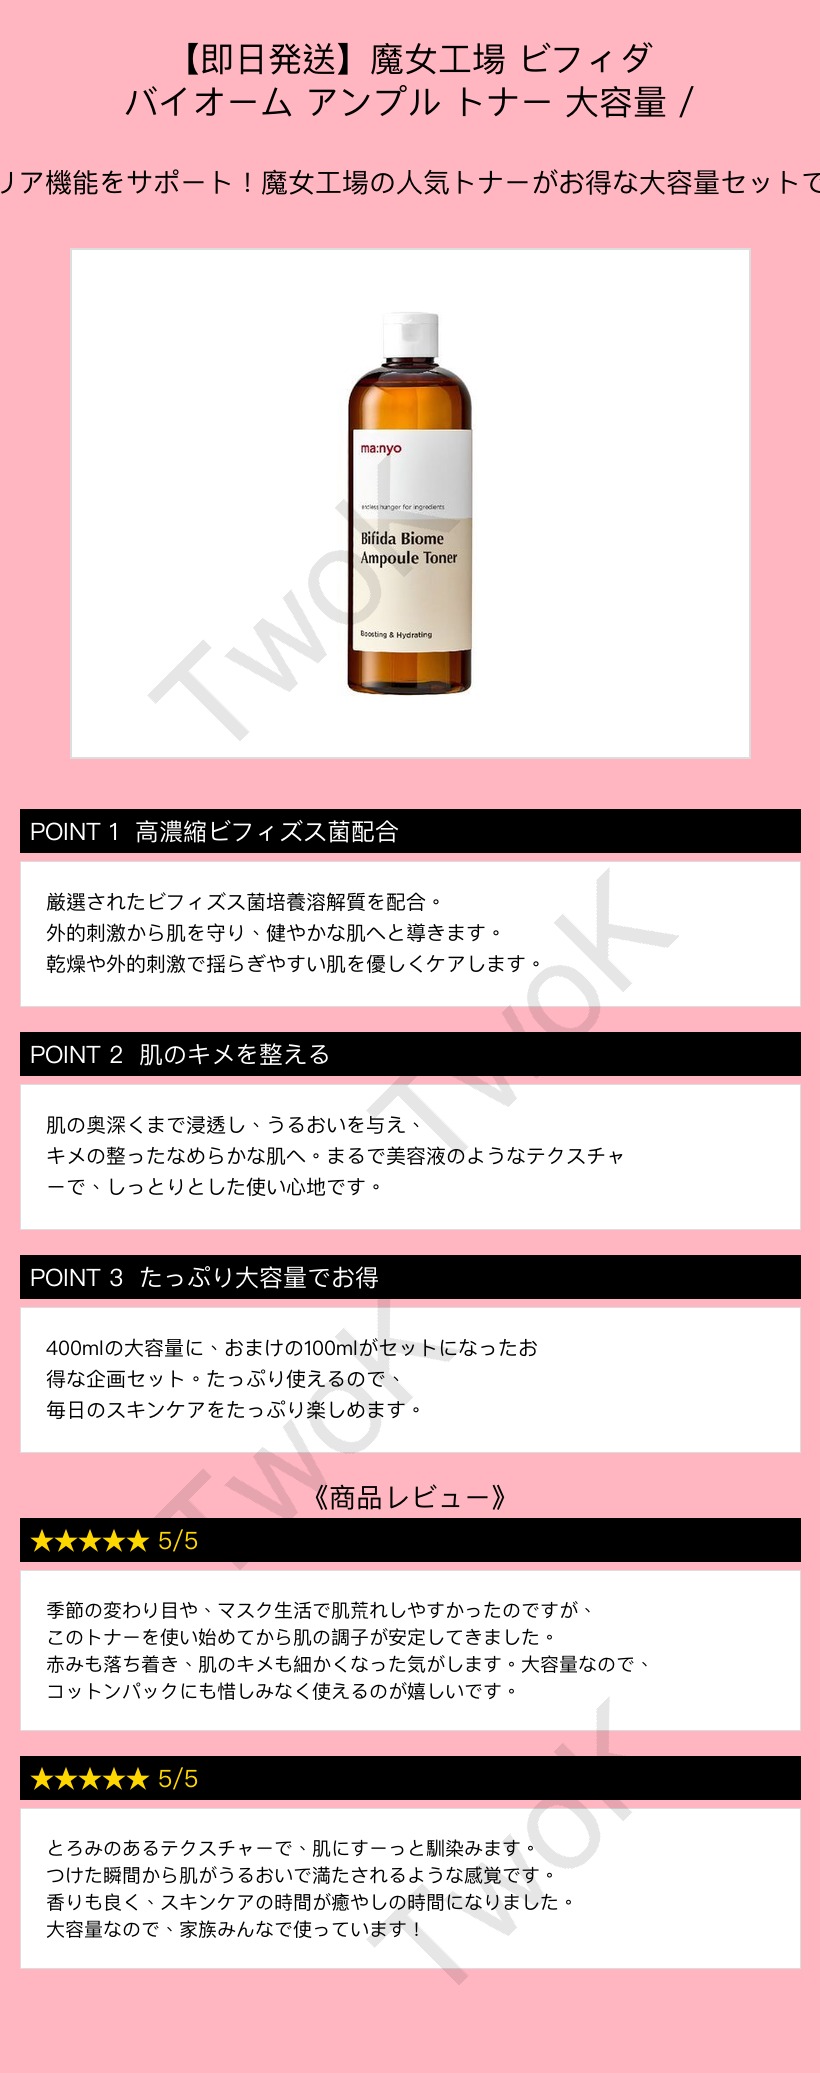 【即日発送】魔女工場 ビフィダ
バイオーム アンプル トナー 大容量 /
リア機能をサポート！魔女工場の人気トナーがお得な大容量セットで
ma:nyo
endless hunger for ingredients
Bifida Biome
Ampoule Toner
Boosting & Hydrating
TwoK
POINT 1 高濃縮ビフィズス菌配合
厳選されたビフィズス菌培養溶解質を配合。
外的刺激から肌を守り、健やかな肌へと導きます。
乾燥や外的刺激で揺らぎやすい肌を優しくケアします。
TwoK
POINT 2 肌のキメを整える
肌の奥深くまで浸透し、うるおいを与え、
キメの整ったなめらかな肌へ。まるで美容液のようなテクスチャ
ーで、しっとりとした使い心地です。
POINT 3 たっぷり大容量でお得
400mlの大容量に、おまけの100mlがセットになったお
得な企画セット。たっぷり使えるので、
毎日のスキンケアをたっぷり楽しめます。
TwoK
《商品レビュー》
★★★★★ 5/5
季節の変わり目や、マスク生活で肌荒れしやすかったのですが、
このトナーを使い始めてから肌の調子が安定してきました。
赤みも落ち着き、肌のキメも細かくなった気がします。大容量なので、
コットンパックにも惜しみなく使えるのが嬉しいです。
★★★★★ 5/5
とろみのあるテクスチャーで、肌にすーっと馴染みます。
つけた瞬間から肌がうるおいで満たされるような感覚です。
香りも良く、スキンケアの時間が癒やしの時間になりました。
大容量なので、家族みんなで使っています！
TwoK